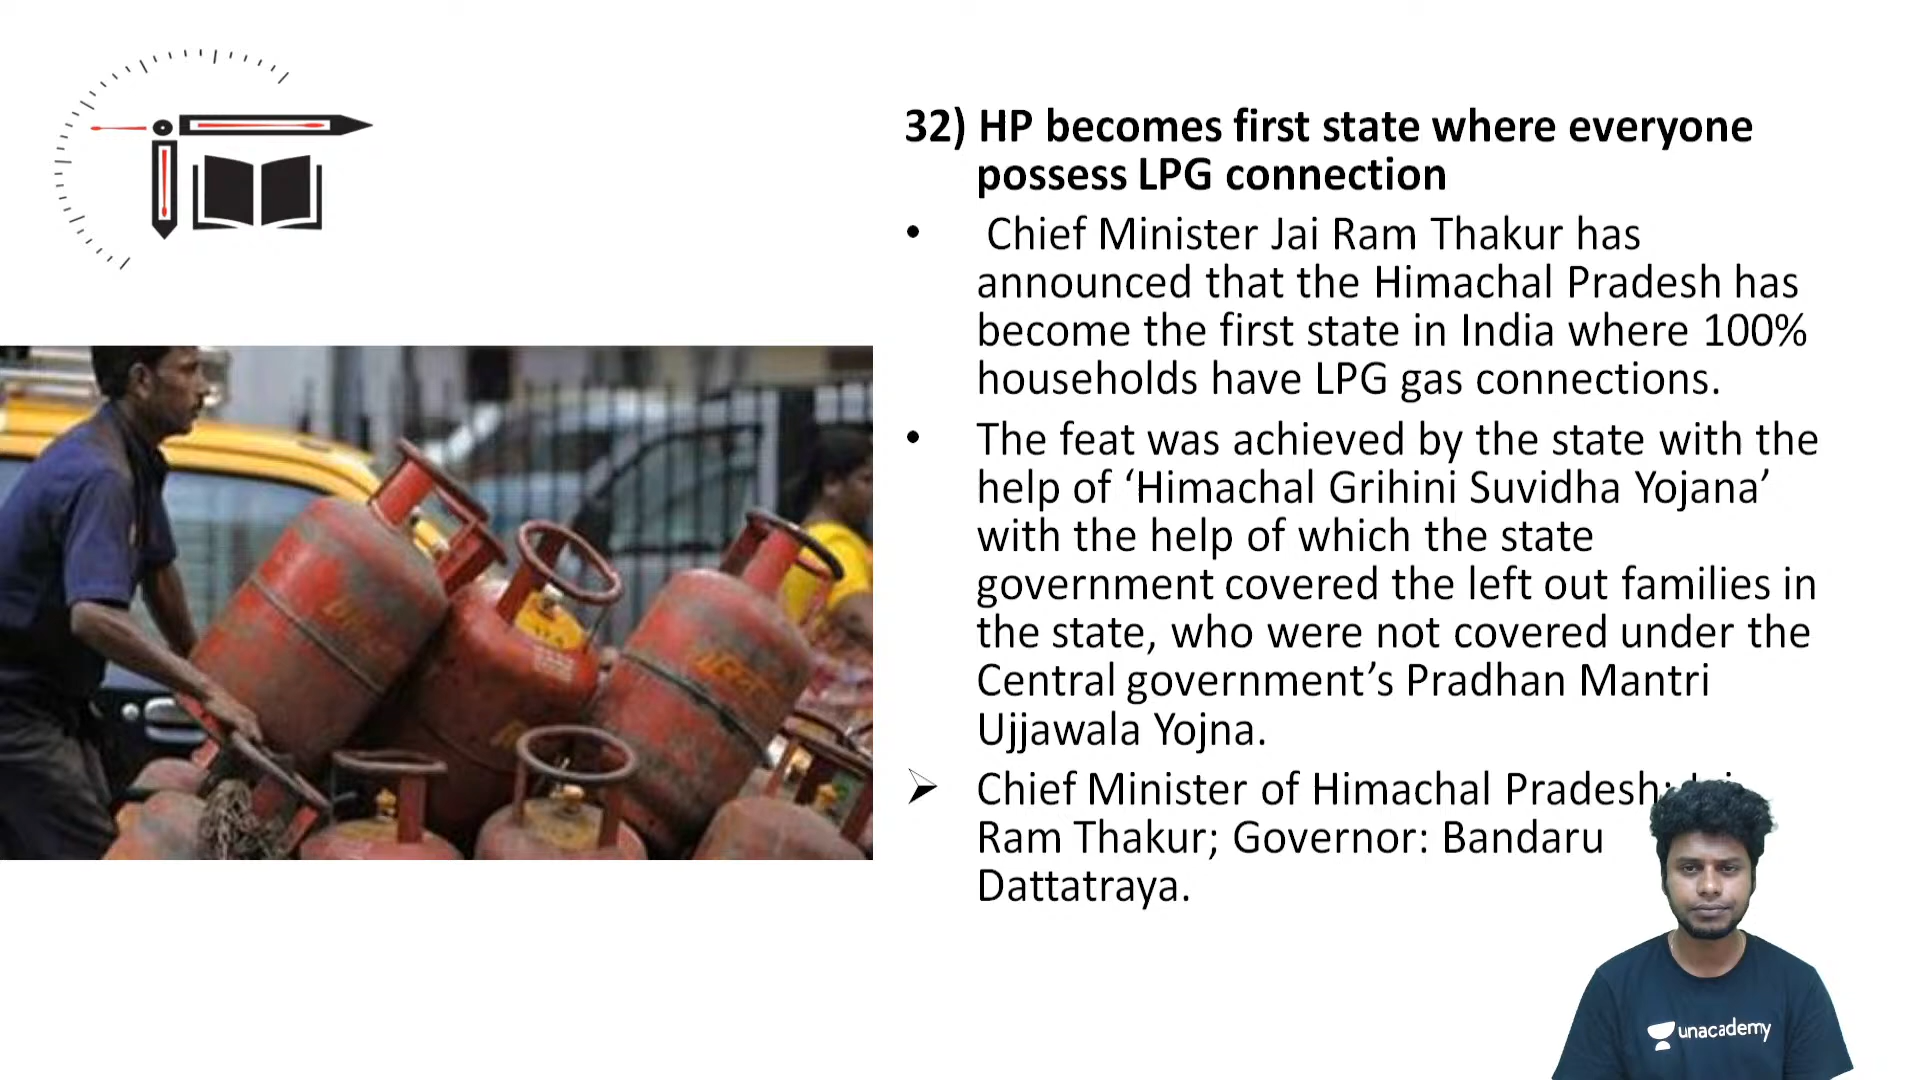 32) HP becomes first state where everyone
possess LPG connection
• Chief Minister Jai Ram Thakur has
announced that the Himachal Pradesh has
become the first state in India where 100%
households have LPG gas connections.
• The feat was achieved by the state with the
help of ‘Himachal Grihini Suvidha Yojana’
with the help of which the state
government covered the left out families in
the state, who were not covered under the
Central government’s Pradhan Mantri
Ujjawala Yojna.
➢ Chief Minister of Himachal Pradesh: Jai
Ram Thakur; Governor: Bandaru
Dattatraya.
unacademy